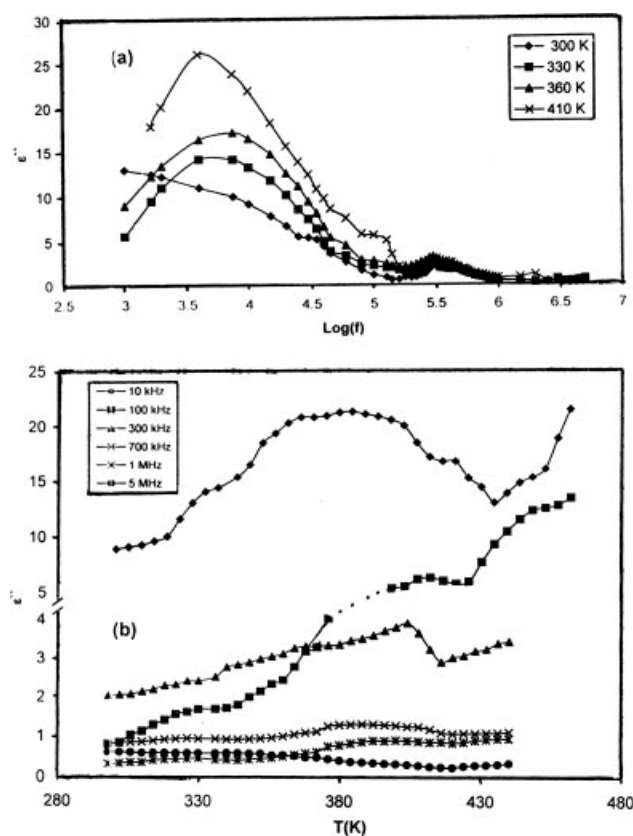 30
25
20
15
10
5
0
ε''
(a)
300 K
330 K
360 K
410 K
2.5 3 3.5 4 4.5 5 5.5 6 6.5 7
Log(f)
25
20
15
10
5
4
3
2
1
0
ε''
10 kHz
100 kHz
300 kHz
700 kHz
1 MHz
5 MHz
(b)
280 330 380 430 480
T(K)